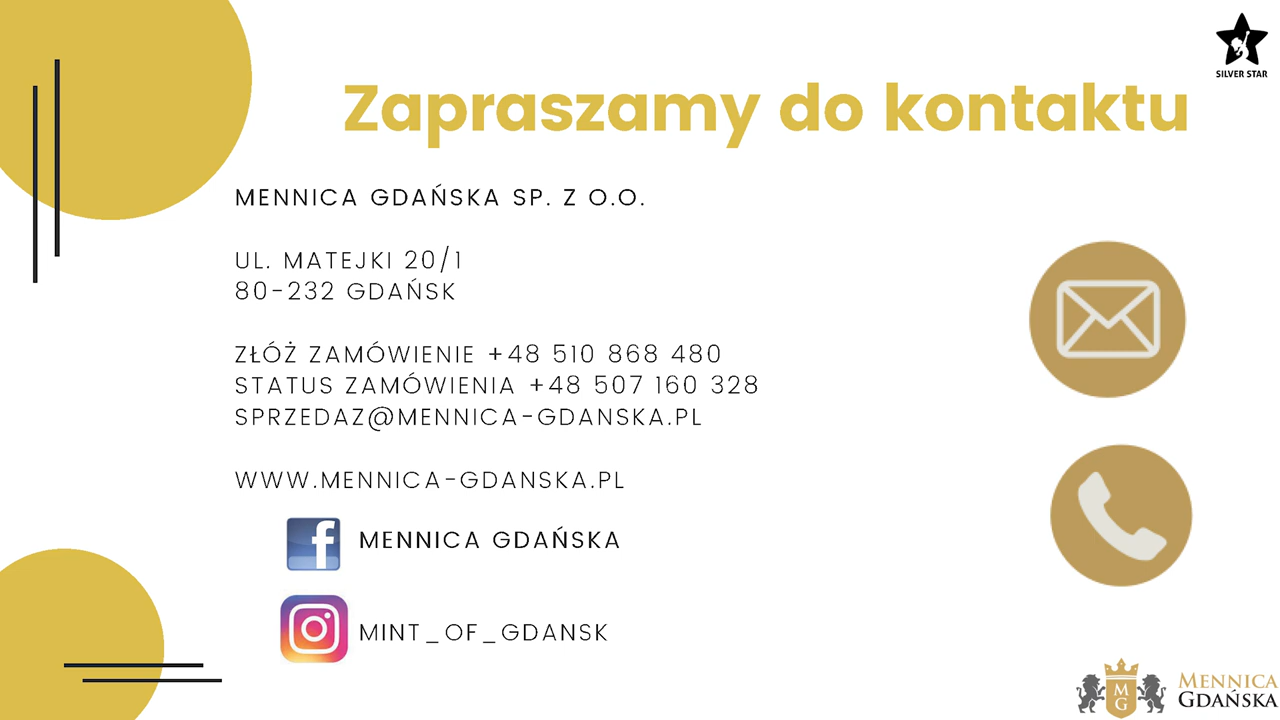 SILVER STAR
Zapraszamy do kontaktu
MENNICA GDAŃSKA SP. Z O.O.
UL. MATEJKI 20/1
80-232 GDAŃSK
ZŁÓŻ ZAMÓWIENIE +48 510 868 480
STATUS ZAMÓWIENIA +48 507 160 328
SPRZEDAZ@MENNICA-GDANSKA.PL
WWW.MENNICA-GDANSKA.PL
f MENNICA GDAŃSKA
MINT_OF_GDANSK
M
G
MENNICA
GDAŃSKA